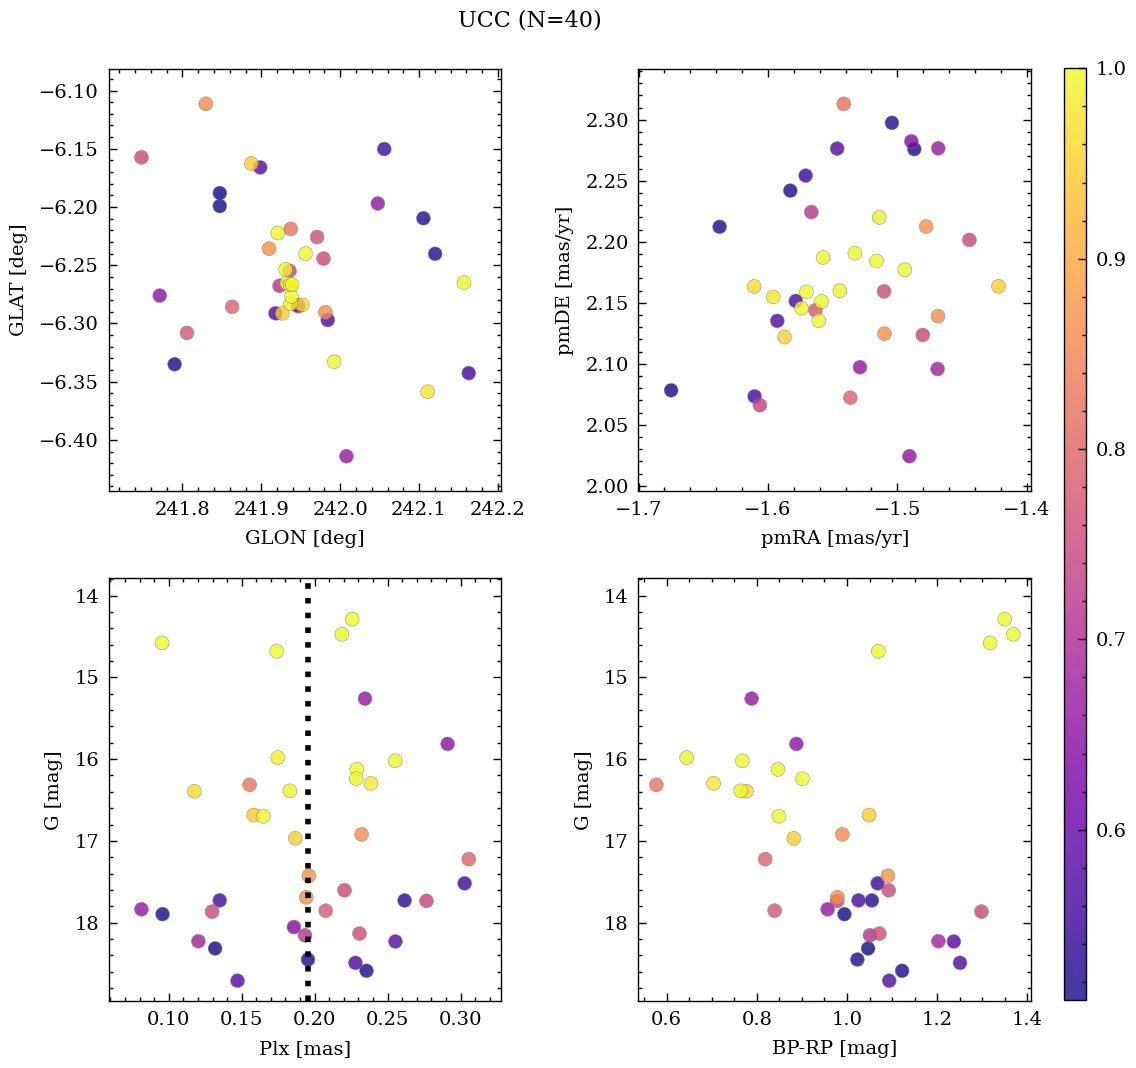 UCC (N=40)
−6.10
−6.15
−6.20
−6.25
−6.30
−6.35
−6.40
GLAT [deg]
241.8 241.9 242.0 242.1 242.2
GLON [deg]
2.30
2.25
2.20
2.15
2.10
2.05
2.00
pmDE [mas/yr]
−1.7 −1.6 −1.5 −1.4
pmRA [mas/yr]
14
15
16
17
18
G [mag]
0.10 0.15 0.20 0.25 0.30
Plx [mas]
14
15
16
17
18
G [mag]
0.6 0.8 1.0 1.2 1.4
BP-RP [mag]
1.0
0.9
0.8
0.7
0.6